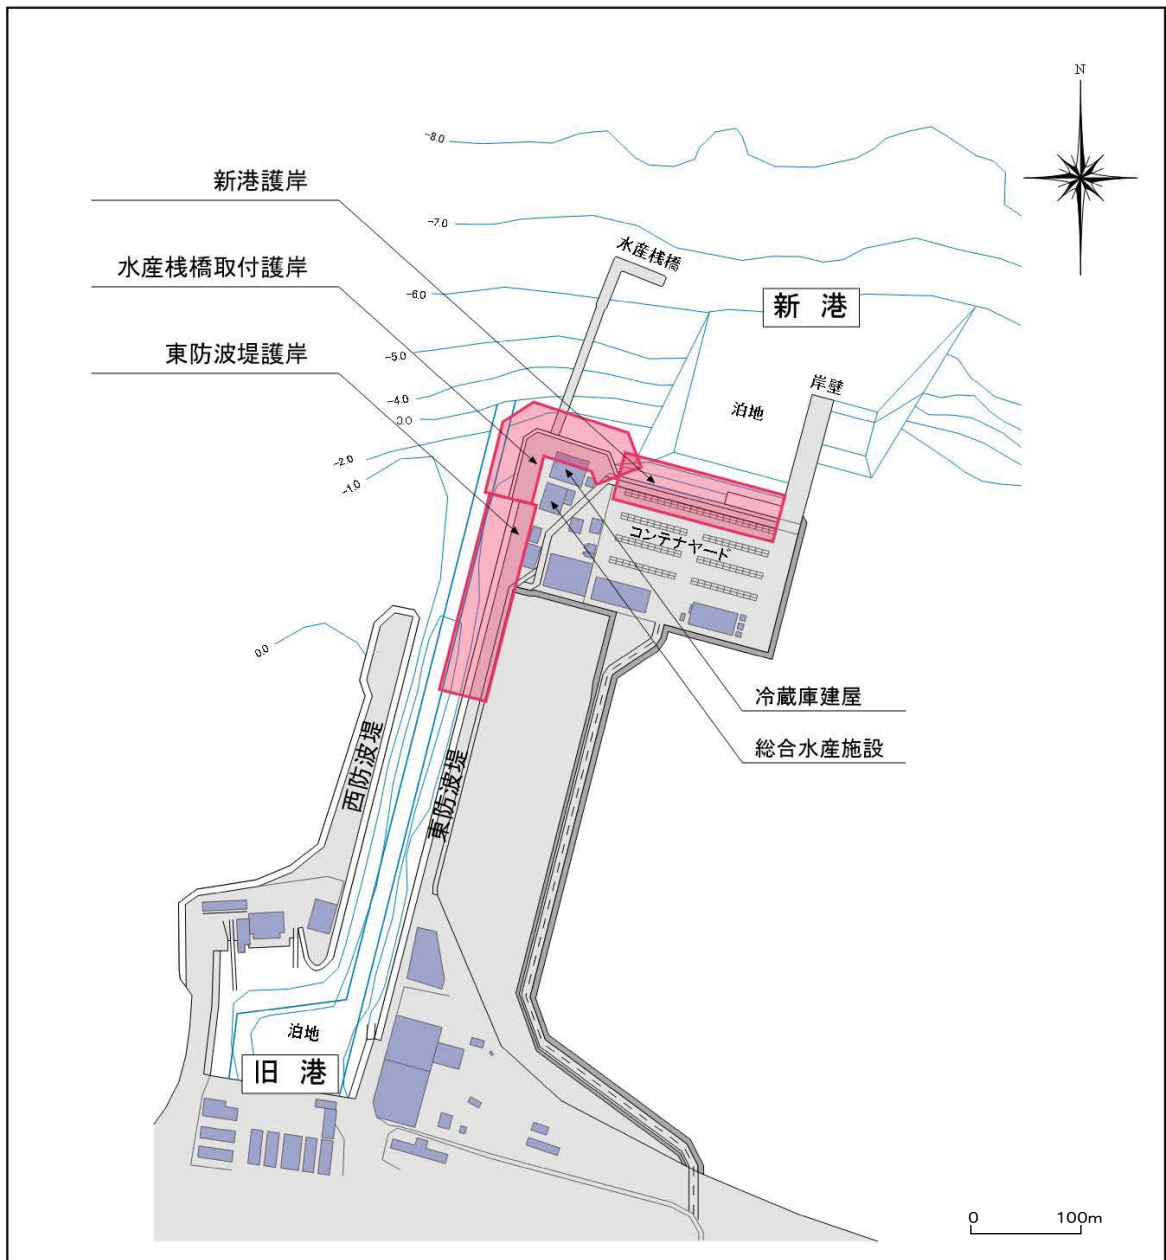 N
-8.0
新港護岸
-7.0
水産桟橋
水産桟橋取付護岸
-6.0
新 港
東防波堤護岸
-5.0
岸壁
-4.0
泊地
-2.0
-1.0
コンテナヤード
0.0
冷蔵庫建屋
総合水産施設
西防波堤
東防波堤
泊地
旧 港
0 100m